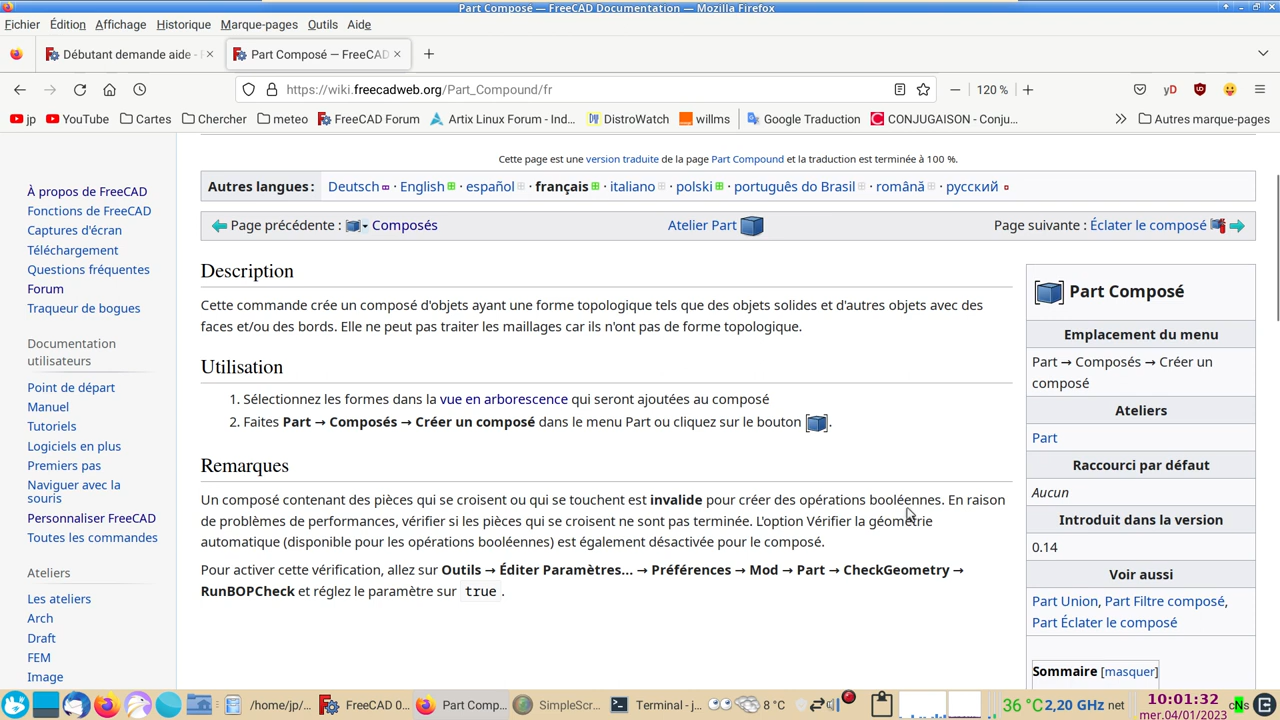 Part Composé — FreeCAD Documentation — Mozilla Firefox
Fichier Édition Affichage Historique Marque-pages Outils Aide
Débutant demande aide - Part Composé — FreeCAD
https://wiki.freecadweb.org/Part_Compound/fr 120 % yD
jp YouTube Cartes Chercher meteo FreeCAD Forum Artix Linux Forum - Ind… DistroWatch willms Google Traduction CONJUGAISON - Conju… Autres marque-pages
Cette page est une version traduite de la page Part Compound et la traduction est terminée à 100 %.
Autres langues : Deutsch • English • español • français • italiano • polski • português do Brasil • română • русский
Page précédente : Composés Atelier Part Page suivante : Éclater le composé
À propos de FreeCAD
Fonctions de FreeCAD
Captures d'écran
Téléchargement
Questions fréquentes
Forum
Traqueur de bogues
Documentation
utilisateurs
Point de départ
Manuel
Tutoriels
Logiciels en plus
Premiers pas
Naviguer avec la
souris
Personnaliser FreeCAD
Toutes les commandes
Ateliers
Les ateliers
Arch
Draft
FEM
Image
Description
Cette commande crée un composé d'objets ayant une forme topologique tels que des objets solides et d'autres objets avec des
faces et/ou des bords. Elle ne peut pas traiter les maillages car ils n'ont pas de forme topologique.
Utilisation
1. Sélectionnez les formes dans la vue en arborescence qui seront ajoutées au composé
2. Faites Part → Composés → Créer un composé dans le menu Part ou cliquez sur le bouton .
Remarques
Un composé contenant des pièces qui se croisent ou qui se touchent est invalide pour créer des opérations booléennes. En raison
de problèmes de performances, vérifier si les pièces qui se croisent ne sont pas terminée. L'option Vérifier la géométrie
automatique (disponible pour les opérations booléennes) est également désactivée pour le composé.
Pour activer cette vérification, allez sur Outils → Éditer Paramètres... → Préférences → Mod → Part → CheckGeometry →
RunBOPCheck et réglez le paramètre sur true .
Part Composé
Emplacement du menu
Part → Composés → Créer un
composé
Ateliers
Part
Raccourci par défaut
Aucun
Introduit dans la version
0.14
Voir aussi
Part Union, Part Filtre composé,
Part Éclater le composé
Sommaire [masquer]
/home/jp/... FreeCAD 0... Part Comp... SimpleScr... Terminal - j... 8 °C 36 °C 2,20 GHz net 10:01:32 cNs
mer.04/01/2023